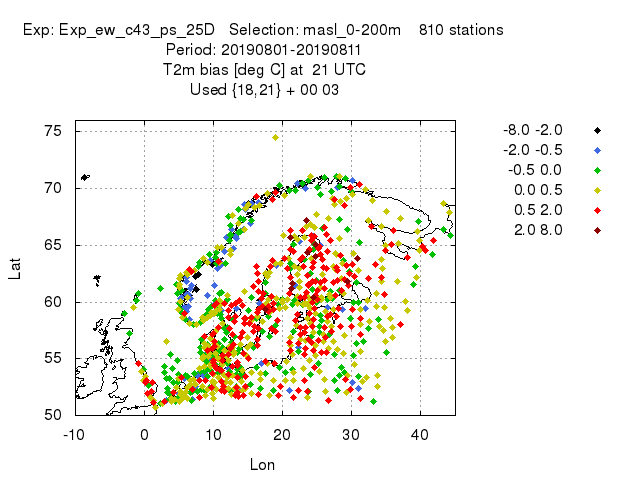 Exp: Exp_ew_c43_ps_25D   Selection: masl_0-200m    810 stations
Period: 20190801-20190811
T2m bias [deg C] at  21 UTC
Used {18,21} + 00 03
-8.0 -2.0
-2.0 -0.5
-0.5 0.0
0.0 0.5
0.5 2.0
2.0 8.0
75
70
65
60
55
50
Lat
-10 0 10 20 30 40
Lon